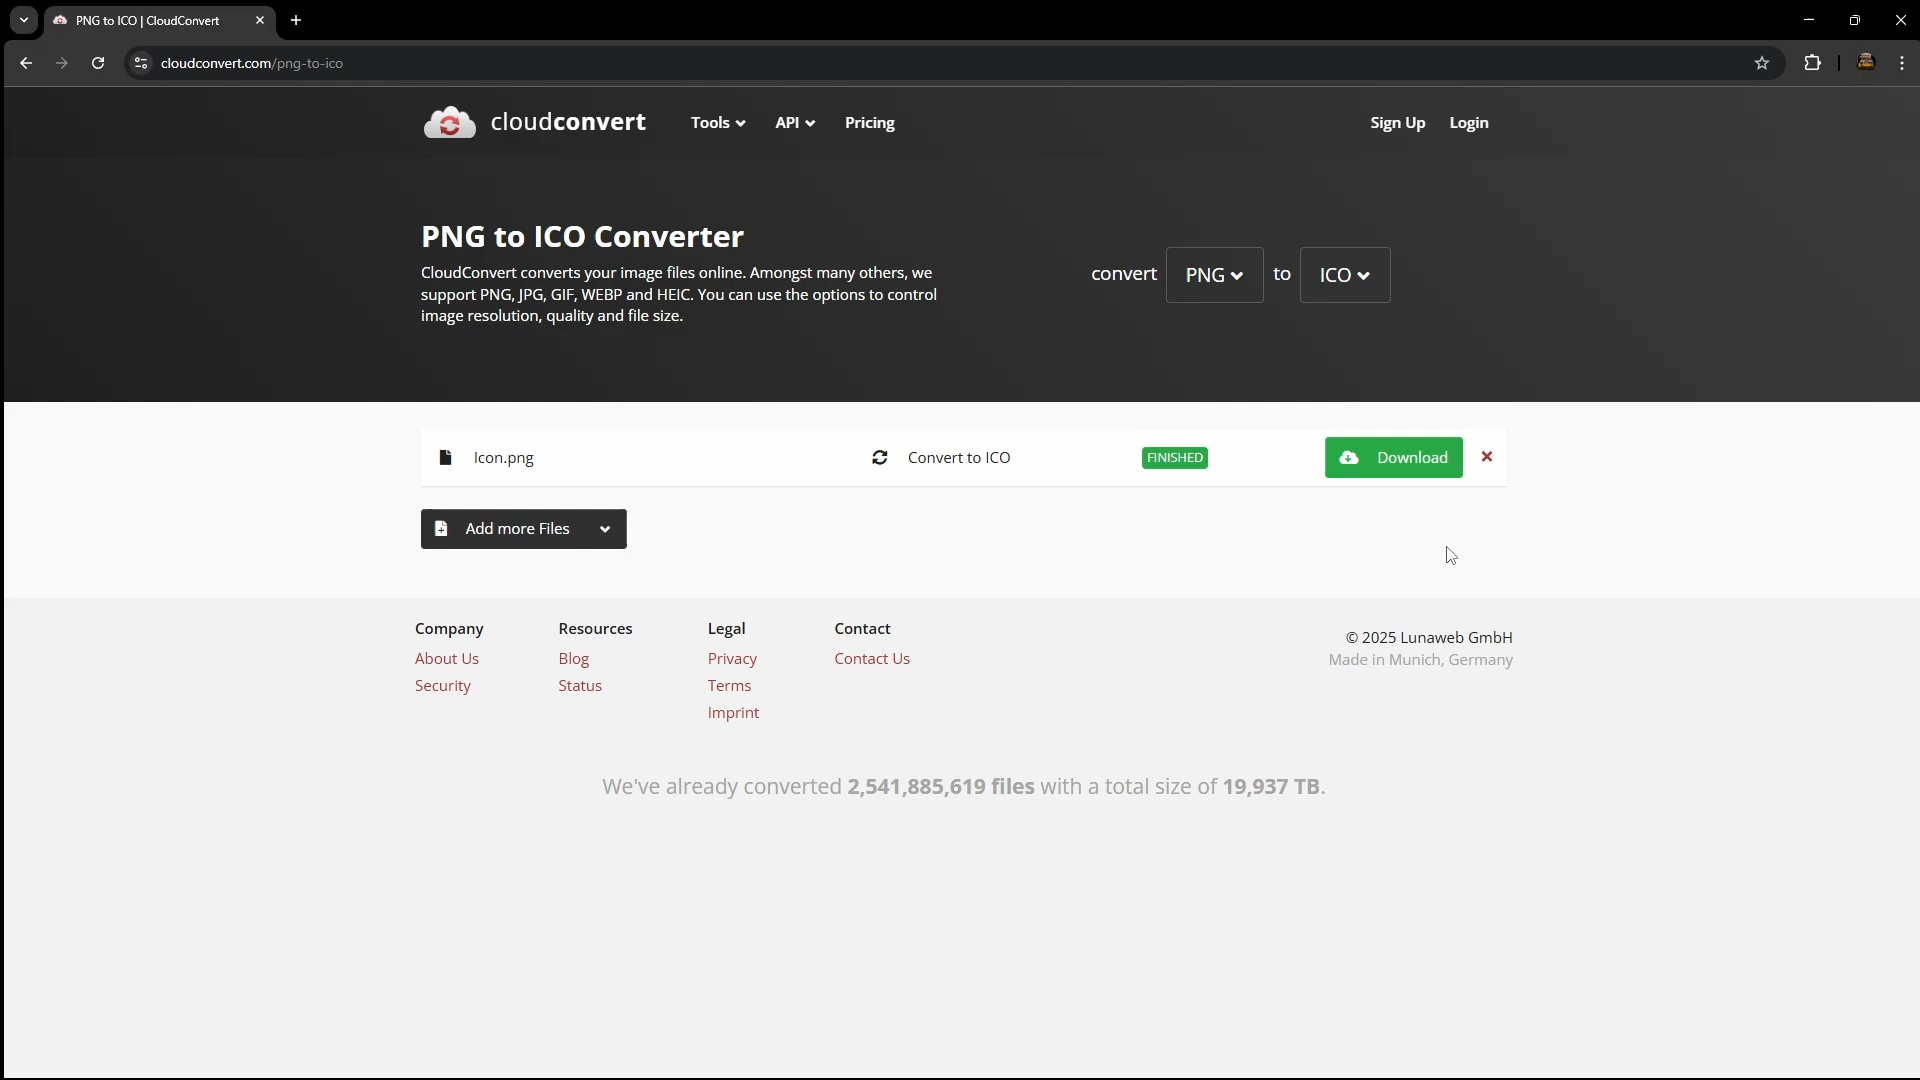 PNG to ICO | CloudConvert
cloudconvert.com/png-to-ico
cloudconvert
Tools
API
Pricing
Sign Up
Login
PNG to ICO Converter
CloudConvert converts your image files online. Amongst many others, we
support PNG, JPG, GIF, WEBP and HEIC. You can use the options to control
image resolution, quality and file size.
convert PNG to ICO
Icon.png
Convert to ICO
FINISHED
Download
Add more Files
Company
About Us
Security
Resources
Blog
Status
Legal
Privacy
Terms
Imprint
Contact
Contact Us
© 2025 Lunaweb GmbH
Made in Munich, Germany
We've already converted 2,541,885,619 files with a total size of 19,937 TB.